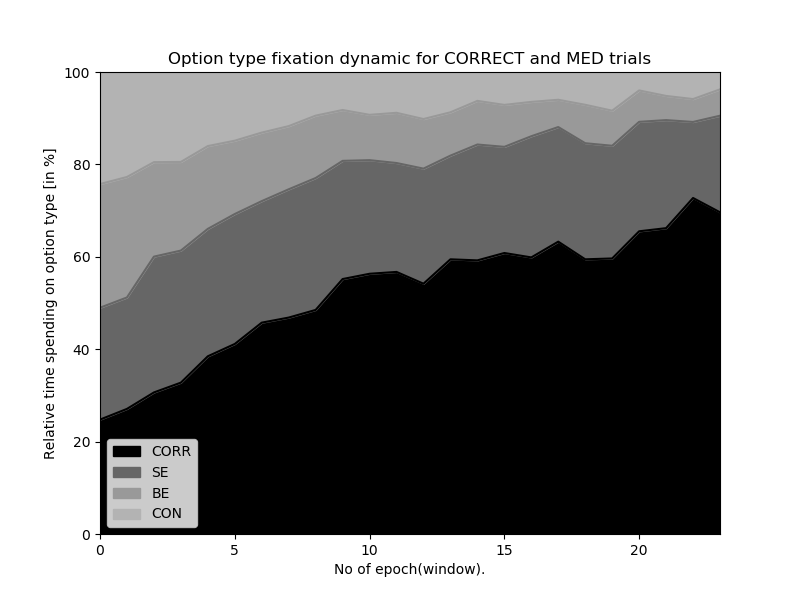 Option type fixation dynamic for CORRECT and MED trials
Relative time spending on option type [in %]
100
80
60
40
20
0
CORR
SE
BE
CON
0 5 10 15 20
No of epoch(window).